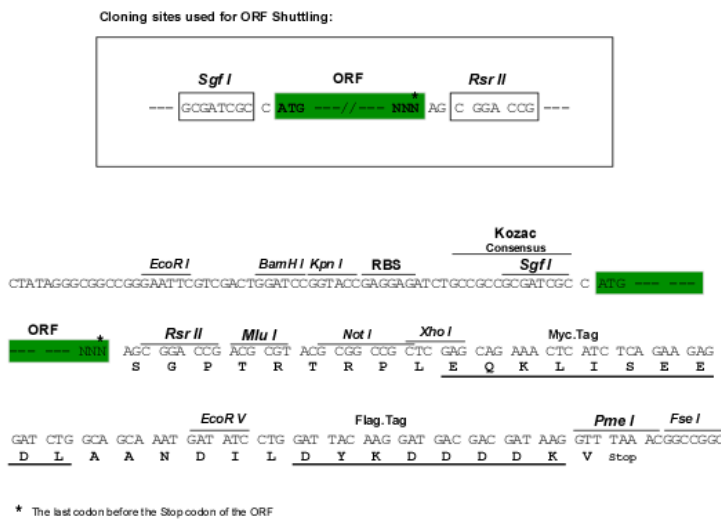 Cloning sites used for ORF Shuttling:
Sgf I ORF Rsr II
*
--- GCGATCGC C ATG ---//--- NNN AG C GGA CCG ---
Kozac
Consensus
EcoR I BamH I Kpn I RBS Sgf I
CTATAGGGCGGCCGGGAATTCGTCGACTGGATCCGGTACCGAGGAGATCTGCCGCCGCGATCGC C ATG --- ---
ORF *
Rsr II Mlu I Not I Xho I Myc.Tag
--- --- NNN AGC GGA CCG ACG CGT ACG CGG CCG CTC GAG CAG AAA CTC ATC TCA GAA GAG
S G P T R T R P L E Q K L I S E E
EcoR V Flag.Tag Pme I Fse I
GAT CTG GCA GCA AAT GAT ATC CTG GAT TAC AAG GAT GAC GAC GAT AAG GTT TAA ACGGCCGGC
D L A A N D I L D Y K D D D D K V Stop
* The last codon before the Stop codon of the ORF